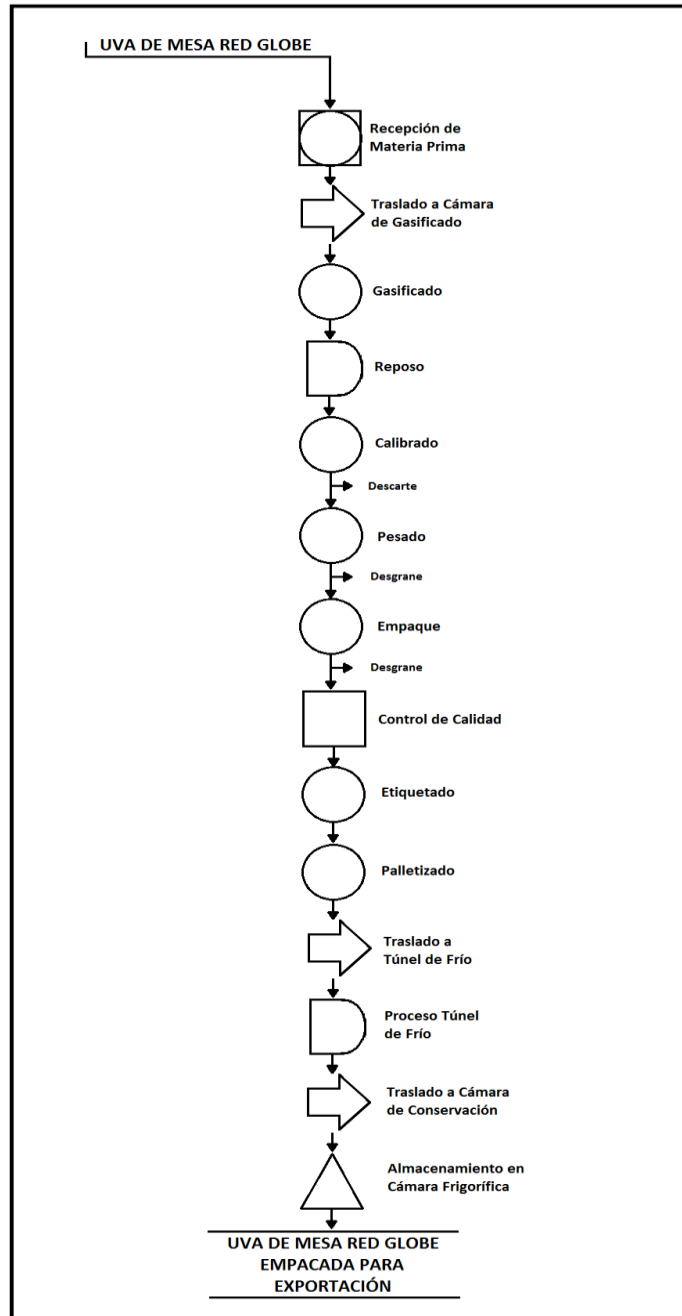 UVA DE MESA RED GLOBE
Recepción de
Materia Prima
Traslado a Cámara
de Gasificado
Gasificado
Reposo
Calibrado
Descarte
Pesado
Desgrane
Empaque
Desgrane
Control de Calidad
Etiquetado
Palletizado
Traslado a
Túnel de Frío
Proceso Túnel
de Frío
Traslado a Cámara
de Conservación
Almacenamiento en
Cámara Frigorífica
UVA DE MESA RED GLOBE
EMPACADA PARA
EXPORTACIÓN